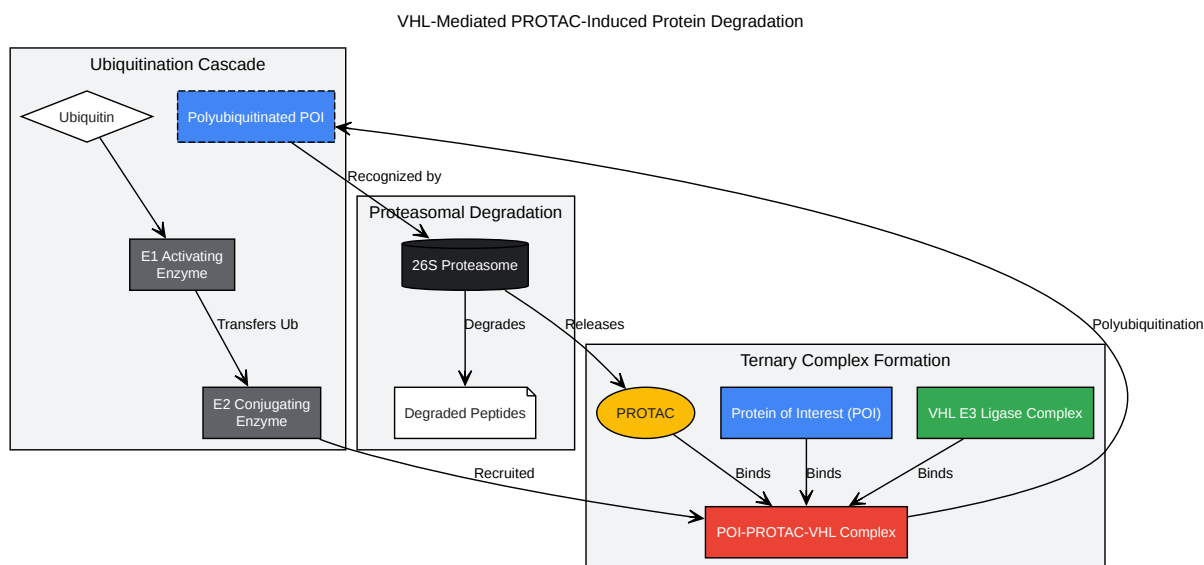 VHL-Mediated PROTAC-Induced Protein Degradation
Ubiquitination Cascade
Ubiquitin
Polyubiquitinated POI
Recognized by
Proteasomal Degradation
E1 Activating
Enzyme
26S Proteasome
Transfers Ub
Degrades
Releases
Polyubiquitination
Ternary Complex Formation
E2 Conjugating
Enzyme
Degraded Peptides
PROTAC
Protein of Interest (POI)
VHL E3 Ligase Complex
Recruited
Binds
Binds
Binds
POI-PROTAC-VHL Complex